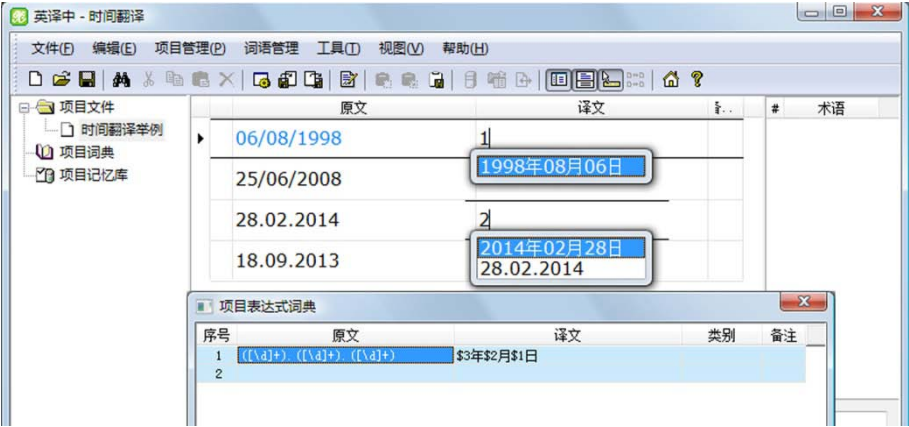 英译中 - 时间翻译
文件(F) 编辑(E) 项目管理(P) 词语管理 工具(T) 视图(V) 帮助(H)
项目文件
时间翻译举例
项目词典
项目记忆库
原文 译文
06/08/1998 1
1998年08月06日
25/06/2008
28.02.2014 2
2014年02月28日
28.02.2014
18.09.2013
# 术语
项目表达式词典
序号 原文 译文 类别 备注
1 ([\d]+).([\d]+).([\d]+) $3年$2月$1日
2